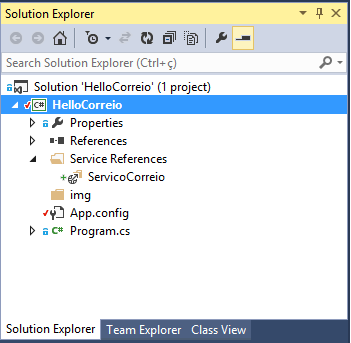 Solution Explorer
Search Solution Explorer (Ctrl+ç)
Solution 'HelloCorreio' (1 project)
C# HelloCorreio
Properties
References
Service References
ServicoCorreio
img
App.config
C# Program.cs
Solution Explorer Team Explorer Class View